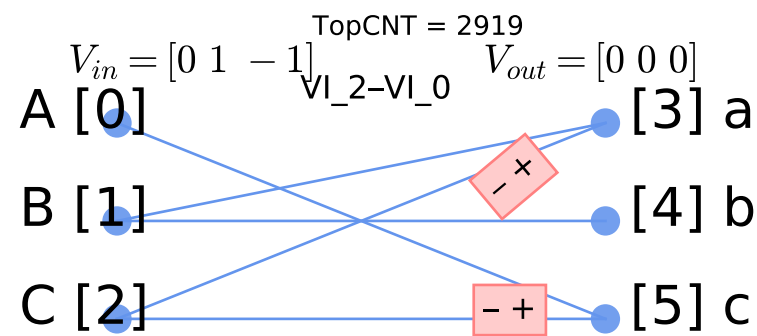 TopCNT = 2919
V_in = [0 1 −1] V_out = [0 0 0]
VI_2–VI_0
A [0] [3] a
− +
B [1] [4] b
C [2] − + [5] c